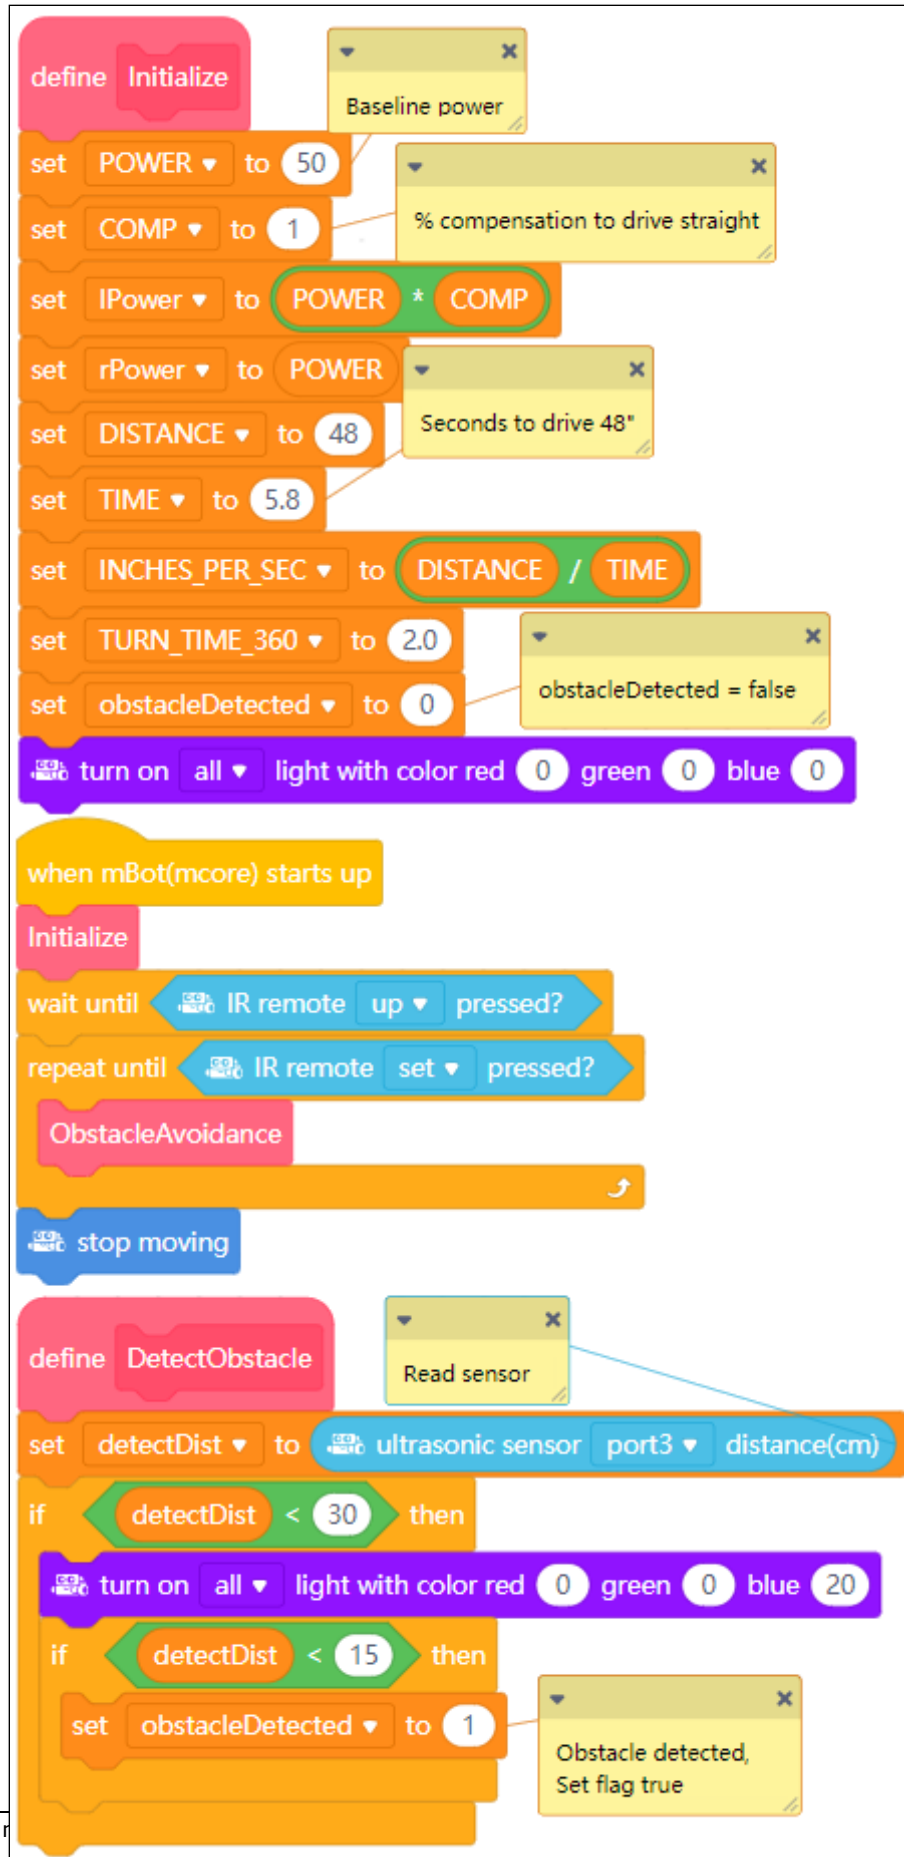 define Initialize
Baseline power
set POWER to 50
set COMP to 1
% compensation to drive straight
set lPower to POWER * COMP
set rPower to POWER
set DISTANCE to 48
Seconds to drive 48"
set TIME to 5.8
set INCHES_PER_SEC to DISTANCE / TIME
set TURN_TIME_360 to 2.0
set obstacleDetected to 0
obstacleDetected = false
turn on all light with color red 0 green 0 blue 0
when mBot(mcore) starts up
Initialize
wait until IR remote up pressed?
repeat until IR remote set pressed?
ObstacleAvoidance
stop moving
define DetectObstacle
Read sensor
set detectDist to ultrasonic sensor port3 distance(cm)
if detectDist < 30 then
turn on all light with color red 0 green 0 blue 20
if detectDist < 15 then
set obstacleDetected to 1
Obstacle detected,
Set flag true